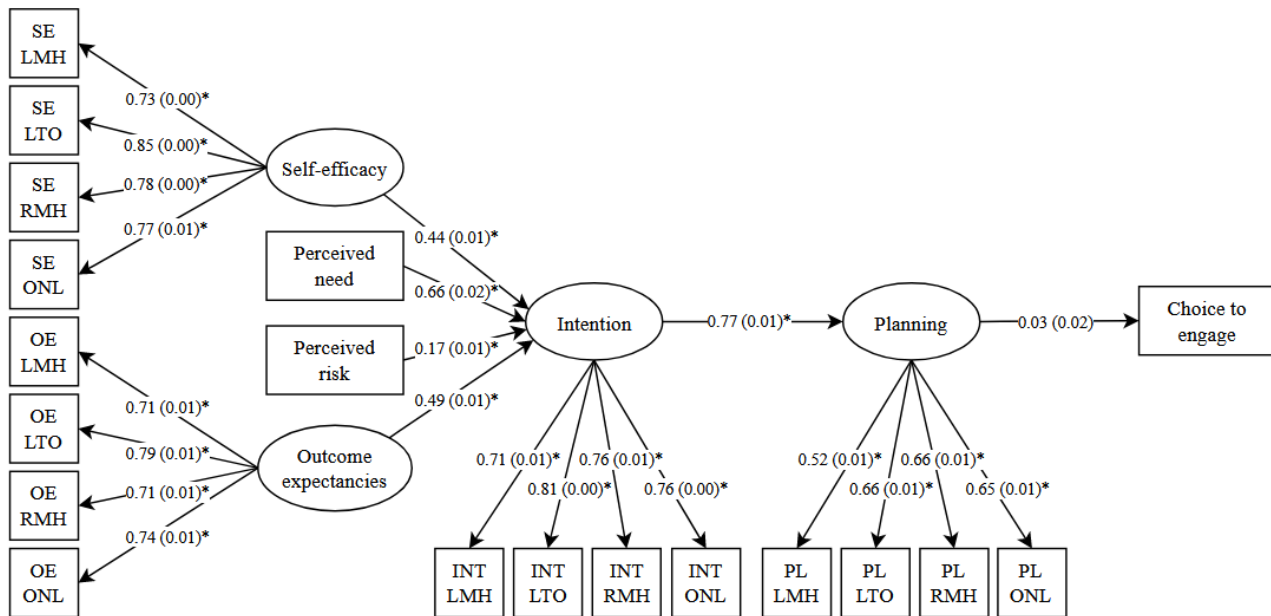 SE
LMH
SE
LTO
SE
RMH
SE
ONL
OE
LMH
OE
LTO
OE
RMH
OE
ONL
0.73 (0.00)*
0.85 (0.00)*
0.78 (0.00)*
0.77 (0.01)*
0.71 (0.01)*
0.79 (0.01)*
0.71 (0.01)*
0.74 (0.01)*
Self-efficacy
Perceived
need
Perceived
risk
Outcome
expectancies
0.44 (0.01)*
0.66 (0.02)*
0.17 (0.01)*
0.49 (0.01)*
Intention
0.77 (0.01)*
Planning
0.03 (0.02)
Choice to
engage
0.71 (0.01)*
0.81 (0.00)*
0.76 (0.01)*
0.76 (0.00)*
0.52 (0.01)*
0.66 (0.01)*
0.66 (0.01)*
0.65 (0.01)*
INT
LMH
INT
LTO
INT
RMH
INT
ONL
PL
LMH
PL
LTO
PL
RMH
PL
ONL